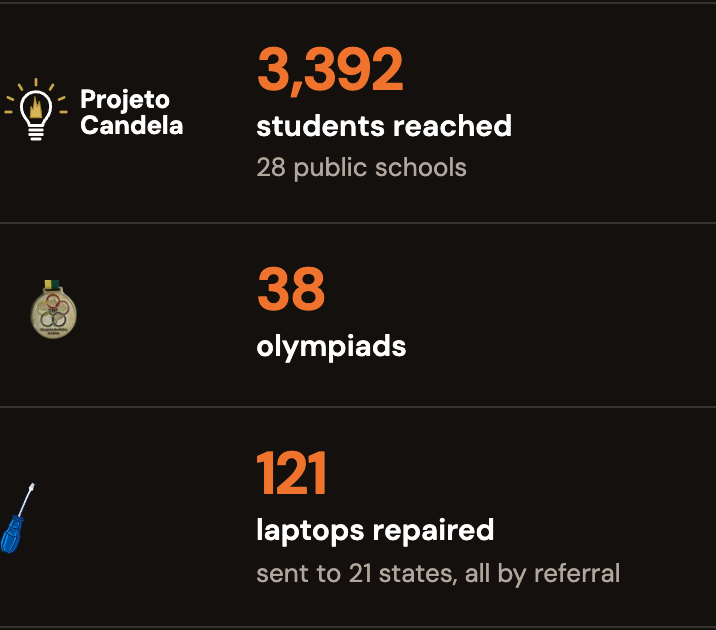 Projeto
Candela
3,392
students reached
28 public schools
38
olympiads
121
laptops repaired
sent to 21 states, all by referral